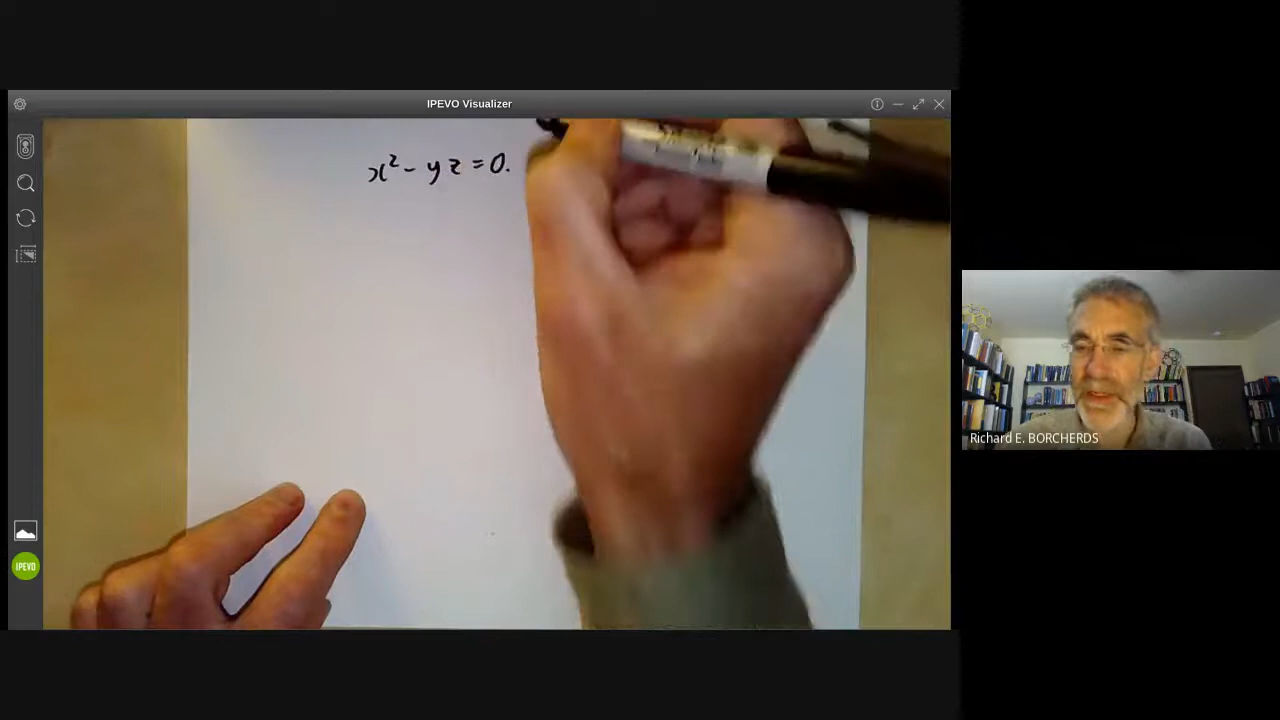 IPEVO Visualizer
x² - yz = 0.
Richard E. BORCHERDS
IPEVO